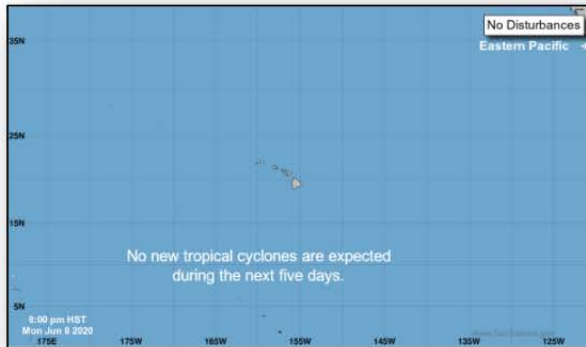 No Disturbances
35N
Eastern Pacific
25N
15N
No new tropical cyclones are expected
during the next five days.
5N
8:00 pm HST
Mon Jun 8 2020
175E
175W
165W
155W
145W
135W
125W